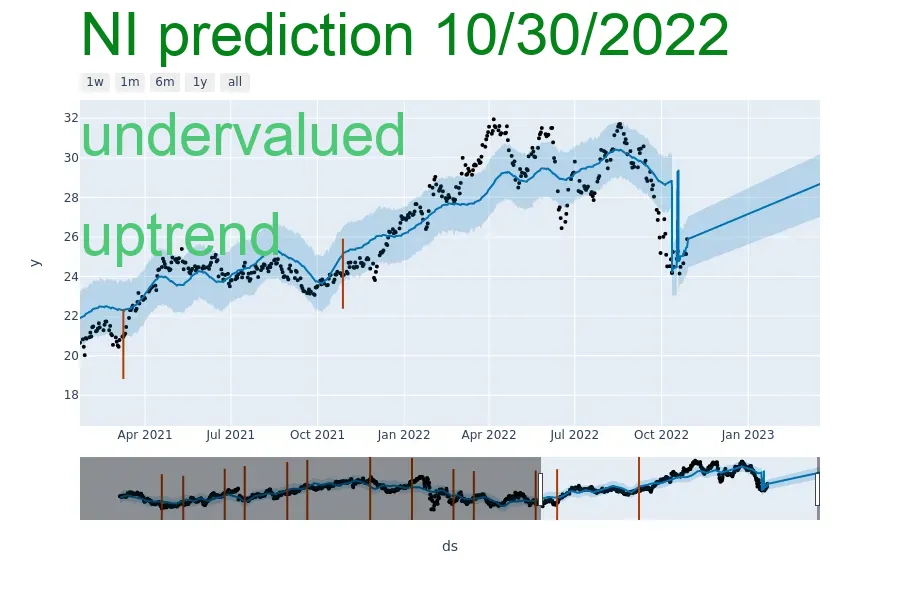 NI prediction 10/30/2022
1w 1m 6m 1y all
undervalued
uptrend
32
30
28
26
24
22
20
18
y
Apr 2021 Jul 2021 Oct 2021 Jan 2022 Apr 2022 Jul 2022 Oct 2022 Jan 2023
ds